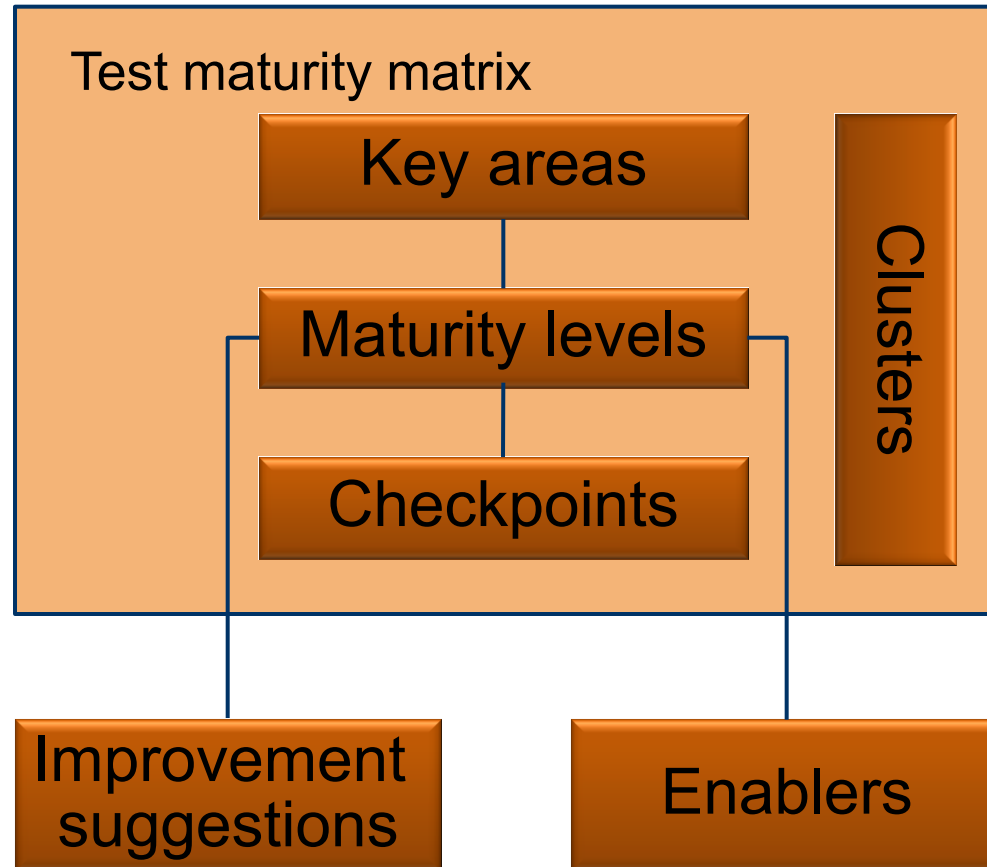 Test maturity matrix
Key areas
Clusters
Maturity levels
Checkpoints
Improvement
suggestions
Enablers